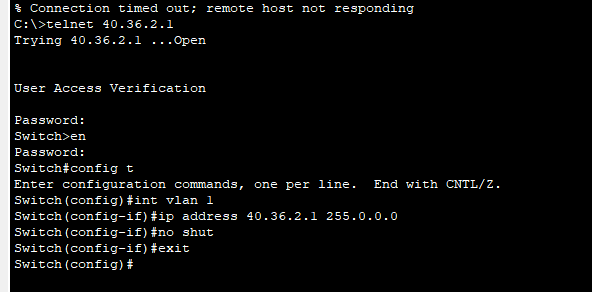 % Connection timed out; remote host not responding
C:\>telnet 40.36.2.1
Trying 40.36.2.1 ...Open
User Access Verification
Password:
Switch>en
Password:
Switch#config t
Enter configuration commands, one per line.  End with CNTL/Z.
Switch(config)#int vlan 1
Switch(config-if)#ip address 40.36.2.1 255.0.0.0
Switch(config-if)#no shut
Switch(config-if)#exit
Switch(config)#